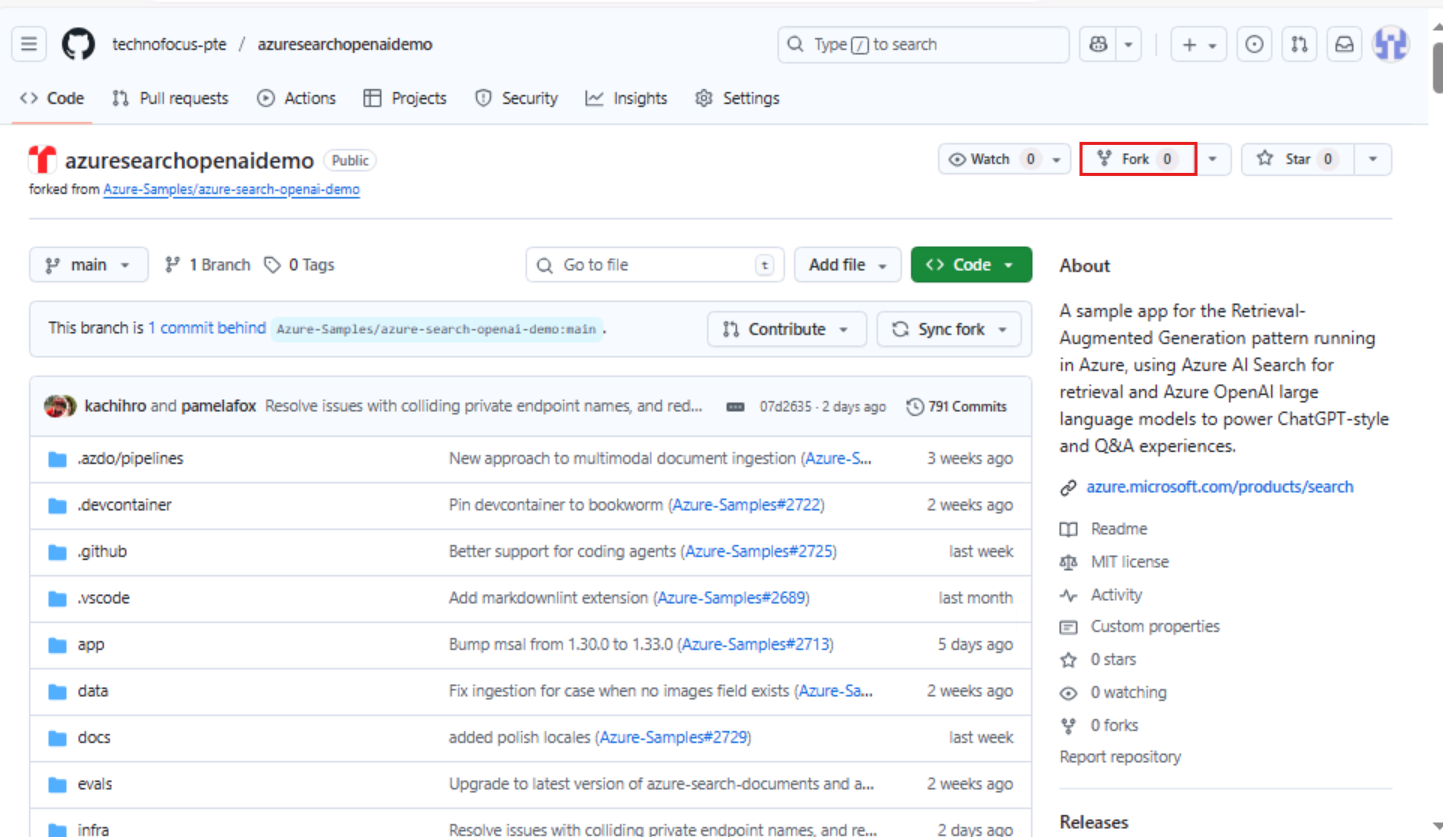 technofocus-pte / azuresearchopenaidemo
Type / to search
Code Pull requests Actions Projects Security Insights Settings
azuresearchopenaidemo Public
Watch 0 Fork 0 Star 0
forked from Azure-Samples/azure-search-openai-demo
main 1 Branch 0 Tags Go to file t Add file Code
This branch is 1 commit behind Azure-Samples/azure-search-openai-demo:main . Contribute Sync fork
kachihro and pamelafox Resolve issues with colliding private endpoint names, and red... 07d2635 · 2 days ago 791 Commits
.azdo/pipelines New approach to multimodal document ingestion (Azure-S... 3 weeks ago
.devcontainer Pin devcontainer to bookworm (Azure-Samples#2722) 2 weeks ago
.github Better support for coding agents (Azure-Samples#2725) last week
.vscode Add markdownlint extension (Azure-Samples#2689) last month
app Bump msal from 1.30.0 to 1.33.0 (Azure-Samples#2713) 5 days ago
data Fix ingestion for case when no images field exists (Azure-Sa... 2 weeks ago
docs added polish locales (Azure-Samples#2729) last week
evals Upgrade to latest version of azure-search-documents and a... 2 weeks ago
infra Resolve issues with colliding private endpoint names, and re... 2 days ago
About
A sample app for the Retrieval-
Augmented Generation pattern running
in Azure, using Azure AI Search for
retrieval and Azure OpenAI large
language models to power ChatGPT-style
and Q&A experiences.
azure.microsoft.com/products/search
Readme
MIT license
Activity
Custom properties
0 stars
0 watching
0 forks
Report repository
Releases